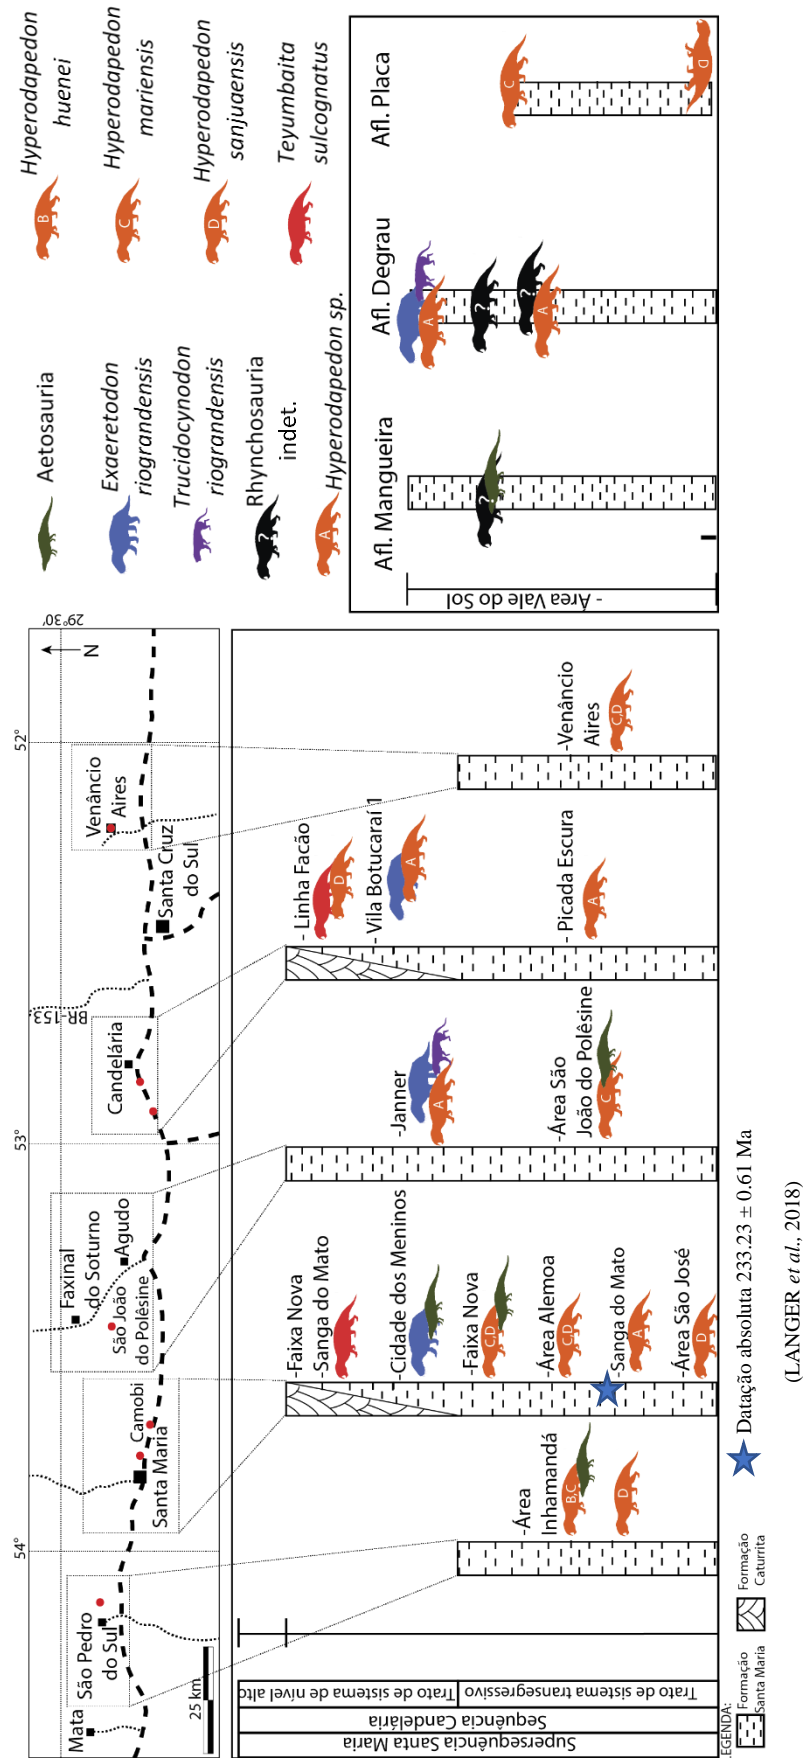 Mata
São Pedro
do Sul
25 km
54°
Santa Maria
Camobi
Faxinal
do Soturno
São João
do Polêsine
Agudo
53°
Candelária
BR-153
Santa Cruz
do Sul
Venâncio
Aires
52°
29°30'
N
Aetosauria
Exaeretodon
riograndensis
Trucidocynodon
riograndensis
Rhynchosauria
indet.
?
Hyperodapedon sp.
A
Hyperodapedon
huenei
B
Hyperodapedon
mariensis
C
Hyperodapedon
sanjuaensis
D
Teyumbaita
sulcognatus
Supersequência Santa Maria
Sequência Candelária
Trato de sistema de nível alto
Trato de sistema transegressivo
-Área
Inhamandá
B,C
D
-Faixa Nova
Sanga do Mato
-Cidade dos Meninos
-Faixa Nova
C,D
-Área Alemoa
C,D
Sanga do Mato
A
-Área São José
D
-Janner
A
-Área São
João do Polêsine
C
- Linha Facão
D
-Vila Botucaraí 1
A
- Picada Escura
A
-Venâncio
Aires
C,D
- Área Vale do Sol
Afl. Mangueira
?
Afl. Degrau
A
?
?
A
Afl. Placa
C
D
LEGENDA:
Formação
Santa Maria
Formação
Caturrita
Datação absoluta 233.23 ± 0.61 Ma
(LANGER et al., 2018)